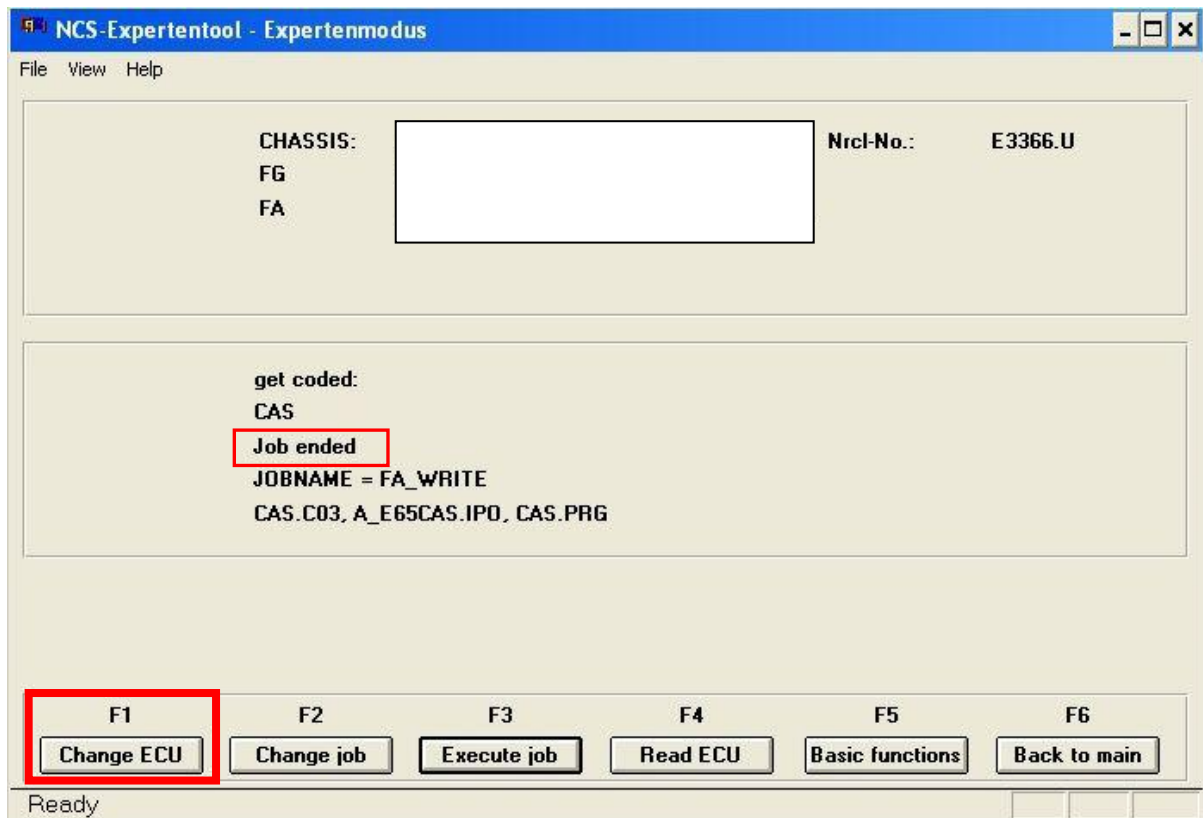 NCS-Expertentool - Expertenmodus
File View Help
CHASSIS: Nrcl-No.: E3366.U
FG
FA
get coded:
CAS
Job ended
JOBNAME = FA_WRITE
CAS.C03, A_E65CAS.IPO, CAS.PRG
F1 F2 F3 F4 F5 F6
Change ECU Change job Execute job Read ECU Basic functions Back to main
Ready